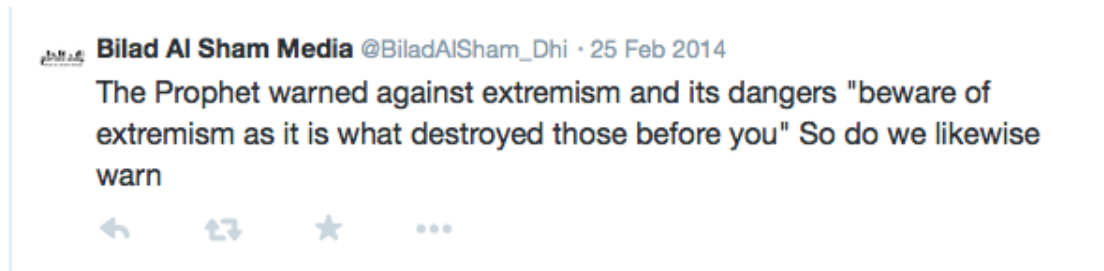 Bilad Al Sham Media @BiladAlSham_Dhi · 25 Feb 2014
The Prophet warned against extremism and its dangers "beware of
extremism as it is what destroyed those before you" So do we likewise
warn